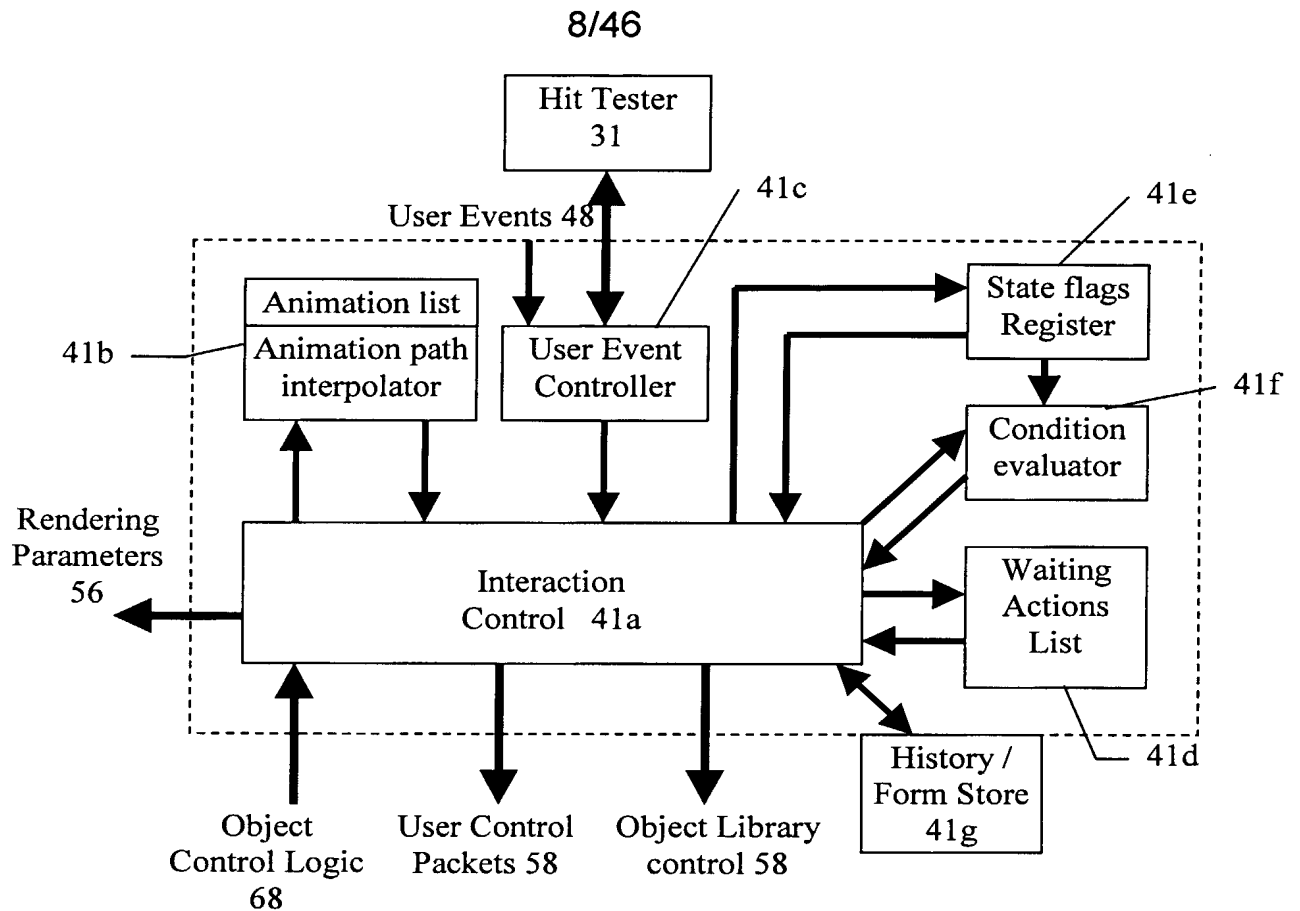 8/46
Hit Tester
31
41c
User Events 48
41e
Animation list
State flags
Register
41b
Animation path
interpolator
User Event
Controller
41f
Condition
evaluator
Rendering
Parameters
56
Interaction
Control 41a
Waiting
Actions
List
41d
History /
Form Store
41g
Object
Control Logic
68
User Control
Packets 58
Object Library
control 58